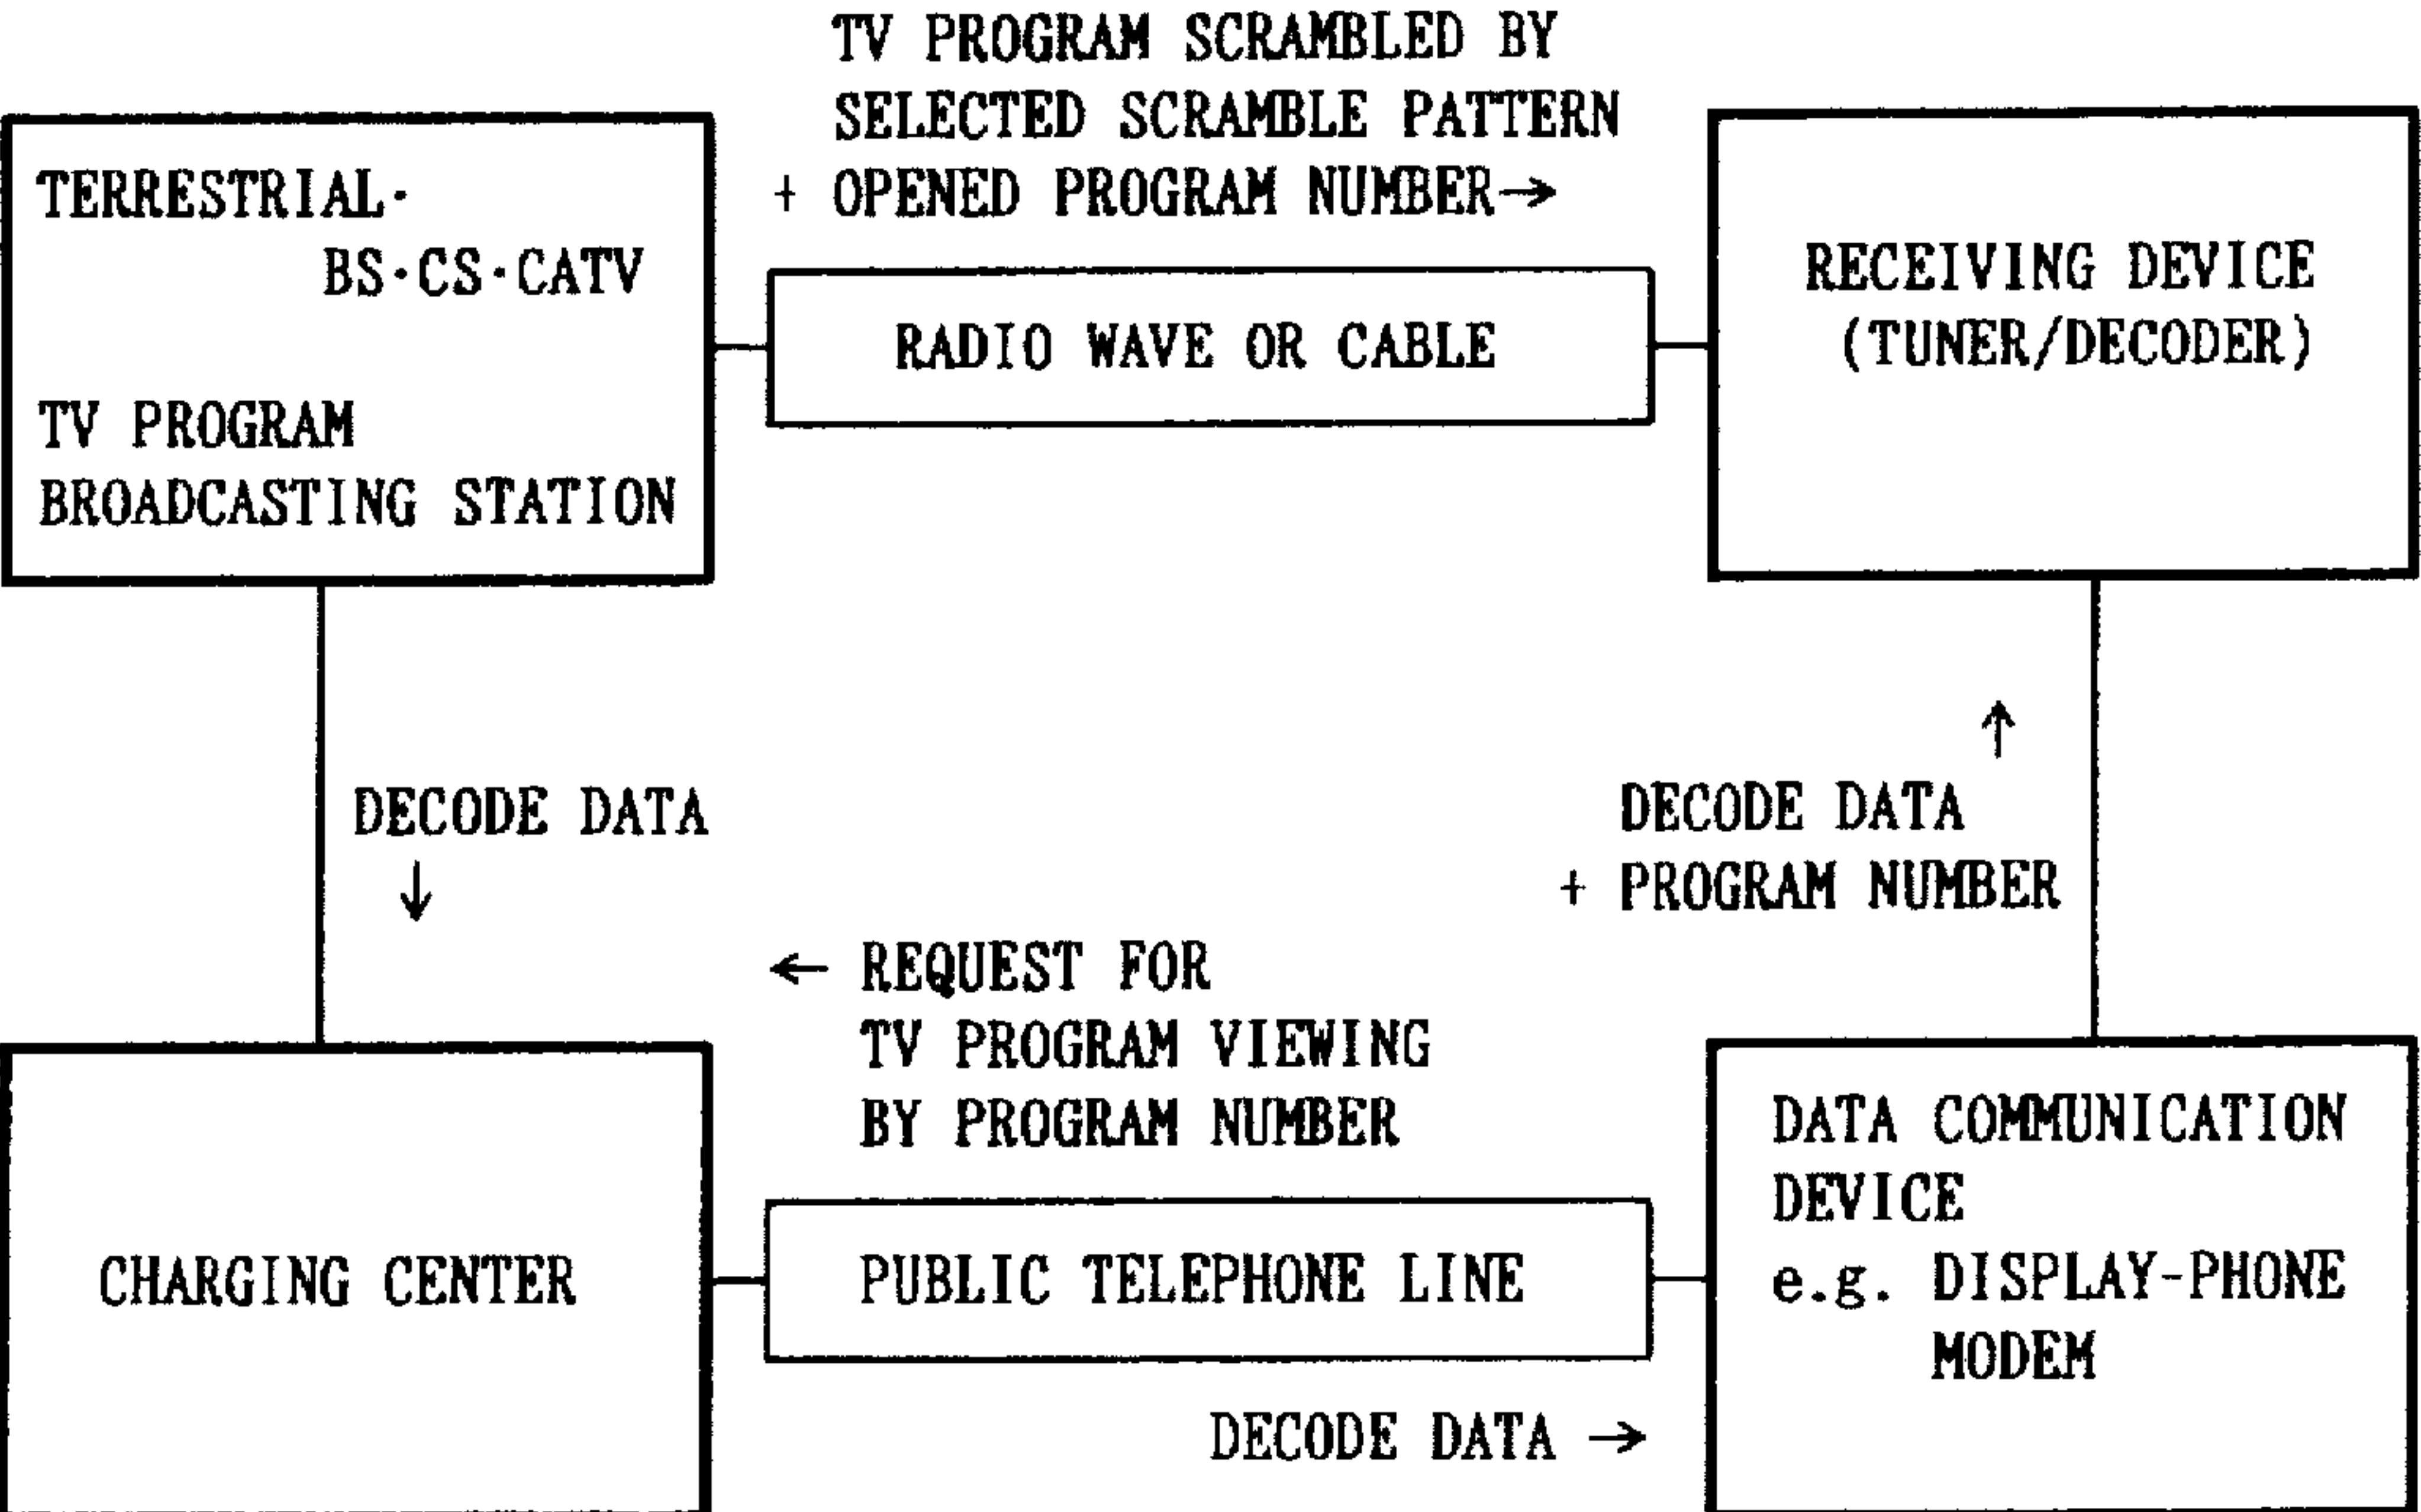 TV PROGRAM SCRAMBLED BY
SELECTED SCRAMBLE PATTERN
+ OPENED PROGRAM NUMBER→
TERRESTRIAL·
BS·CS·CATV
TV PROGRAM
BROADCASTING STATION
RADIO WAVE OR CABLE
RECEIVING DEVICE
(TUNER/DECODER)
DECODE DATA
↓
↑
DECODE DATA
+ PROGRAM NUMBER
← REQUEST FOR
TV PROGRAM VIEWING
BY PROGRAM NUMBER
CHARGING CENTER
PUBLIC TELEPHONE LINE
DECODE DATA →
DATA COMMUNICATION
DEVICE
e.g. DISPLAY-PHONE
MODEM